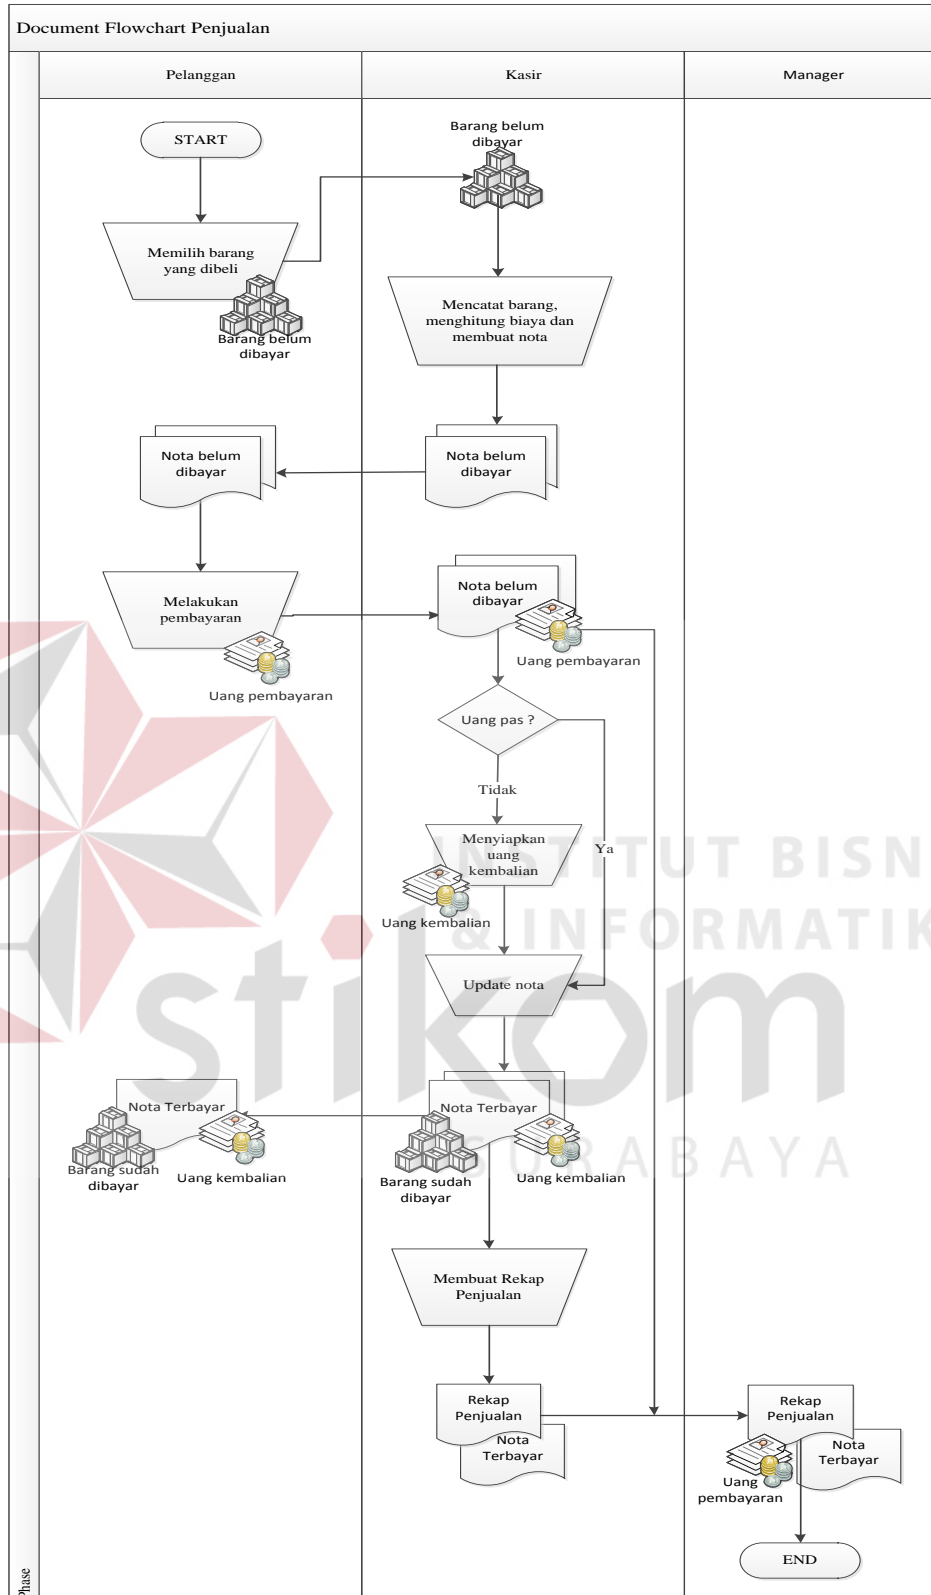 Document Flowchart Penjualan
Pelanggan
Kasir
Manager
START
Barang belum
dibayar
Memilih barang
yang dibeli
Barang belum
dibayar
Mencatat barang,
menghitung biaya dan
membuat nota
Nota belum
dibayar
Nota belum
dibayar
Melakukan
pembayaran
Uang pembayaran
Nota belum
dibayar
Uang pembayaran
Uang pas ?
Tidak
Ya
Menyiapkan
uang
kembalian
Uang kembalian
Update nota
Nota Terbayar
Barang sudah
dibayar
Uang kembalian
Nota Terbayar
Barang sudah
dibayar
Uang kembalian
Membuat Rekap
Penjualan
Rekap
Penjualan
Nota
Terbayar
Rekap
Penjualan
Nota
Terbayar
Uang
pembayaran
END
Phase
INSTITUT BISN
& INFORMATIK
stikom
SURABAYA